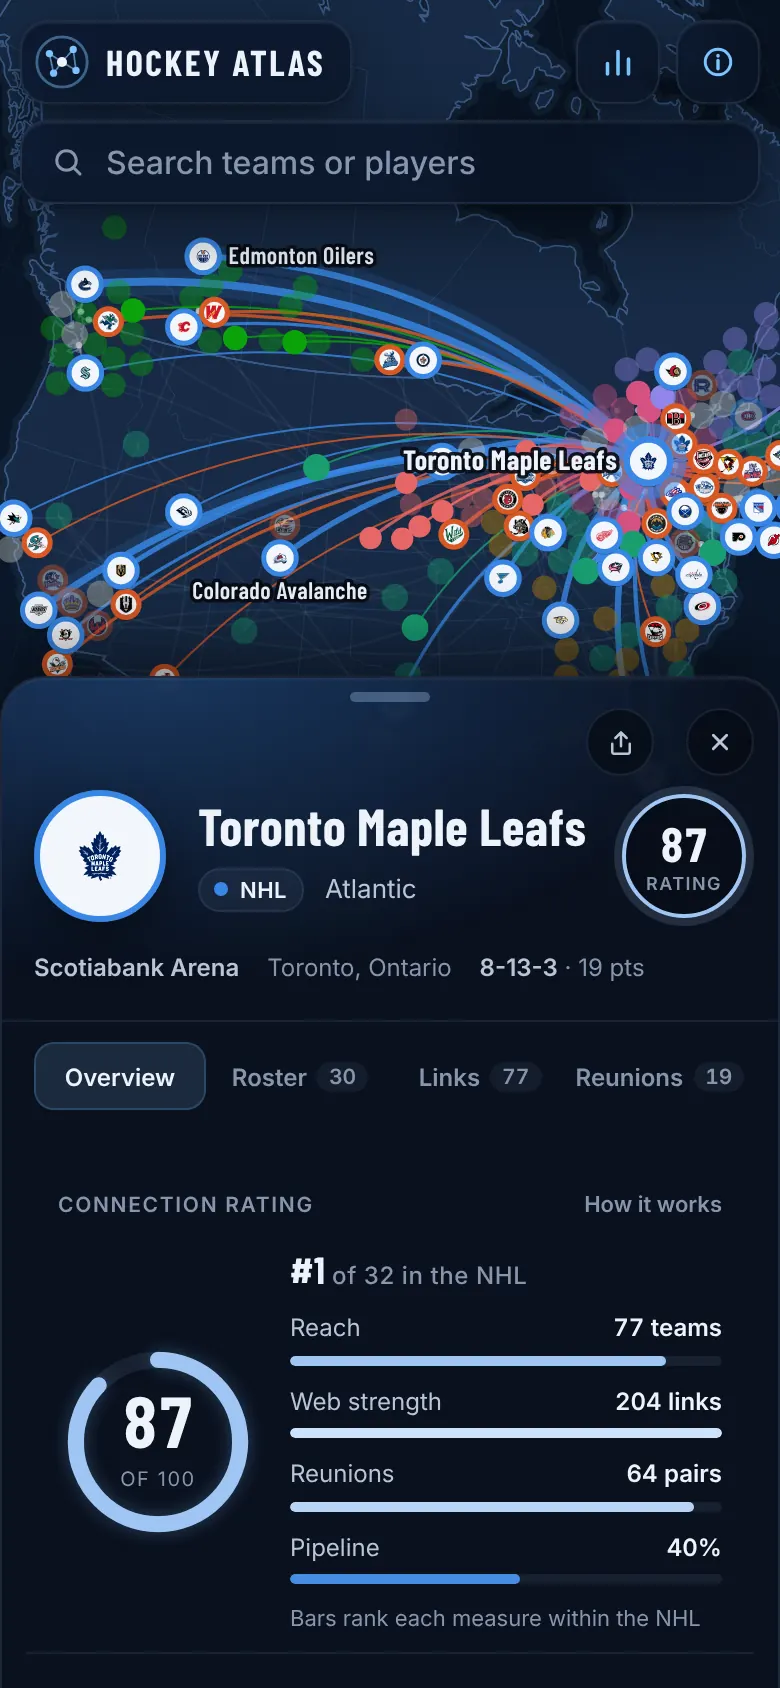 HOCKEY ATLAS
Search teams or players
Edmonton Oilers
Toronto Maple Leafs
Colorado Avalanche
TORONTO
MAPLE
LEAFS
Toronto Maple Leafs
87
RATING
NHL
Atlantic
Scotiabank Arena
Toronto, Ontario
8-13-3 · 19 pts
Overview
Roster 30
Links 77
Reunions 19
CONNECTION RATING
How it works
#1 of 32 in the NHL
87
OF 100
Reach
77 teams
Web strength
204 links
Reunions
64 pairs
Pipeline
40%
Bars rank each measure within the NHL